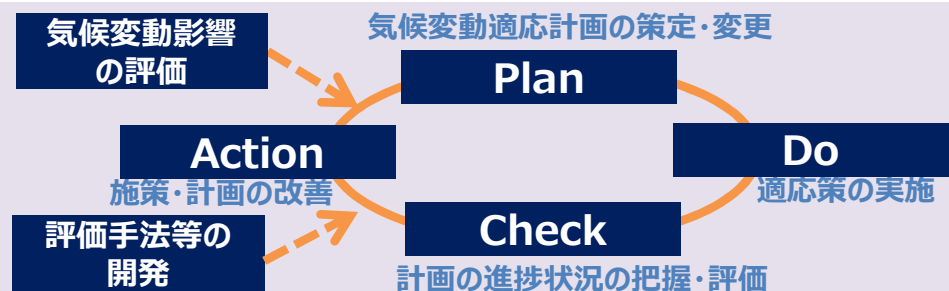 気候変動影響
の評価
気候変動適応計画の策定･変更
Plan
Action
施策･計画の改善
Do
適応策の実施
評価手法等の
開発
Check
計画の進捗状況の把握･評価